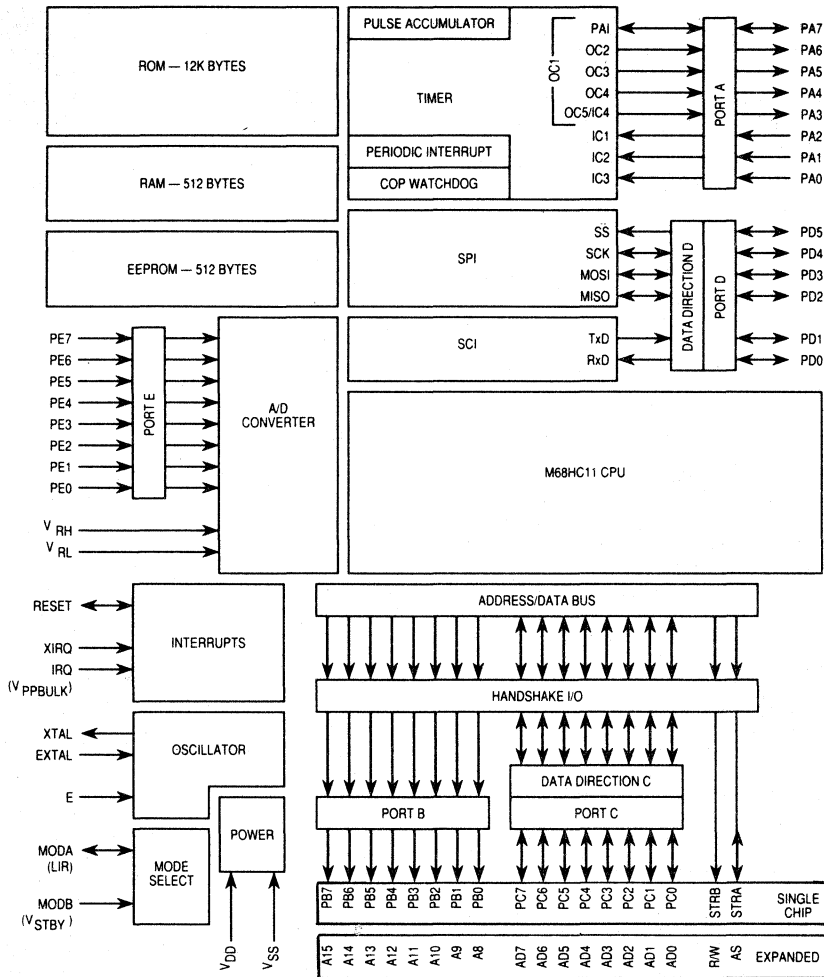 ROM — 12K BYTES
RAM — 512 BYTES
EEPROM — 512 BYTES
PULSE ACCUMULATOR
TIMER
PERIODIC INTERRUPT
COP WATCHDOG
OC1
PAI
OC2
OC3
OC4
OC5/IC4
IC1
IC2
IC3
PORT A
PA7
PA6
PA5
PA4
PA3
PA2
PA1
PA0
SPI
SS
SCK
MOSI
MISO
SCI
TxD
RxD
DATA DIRECTION D
PORT D
PD5
PD4
PD3
PD2
PD1
PD0
PE7
PE6
PE5
PE4
PE3
PE2
PE1
PE0
PORT E
A/D
CONVERTER
VRH
VRL
M68HC11 CPU
RESET
XIRQ
IRQ
(VPPBULK)
INTERRUPTS
XTAL
EXTAL
E
OSCILLATOR
MODA
(LIR)
MODB
(VSTBY)
MODE
SELECT
POWER
VDD
VSS
ADDRESS/DATA BUS
HANDSHAKE I/O
DATA DIRECTION C
PORT B
PORT C
PB7 PB6 PB5 PB4 PB3 PB2 PB1 PB0 PC7 PC6 PC5 PC4 PC3 PC2 PC1 PC0 STRB STRA
SINGLE
CHIP
A15 A14 A13 A12 A11 A10 A9 A8 AD7 AD6 AD5 AD4 AD3 AD2 AD1 AD0 R/W AS EXPANDED